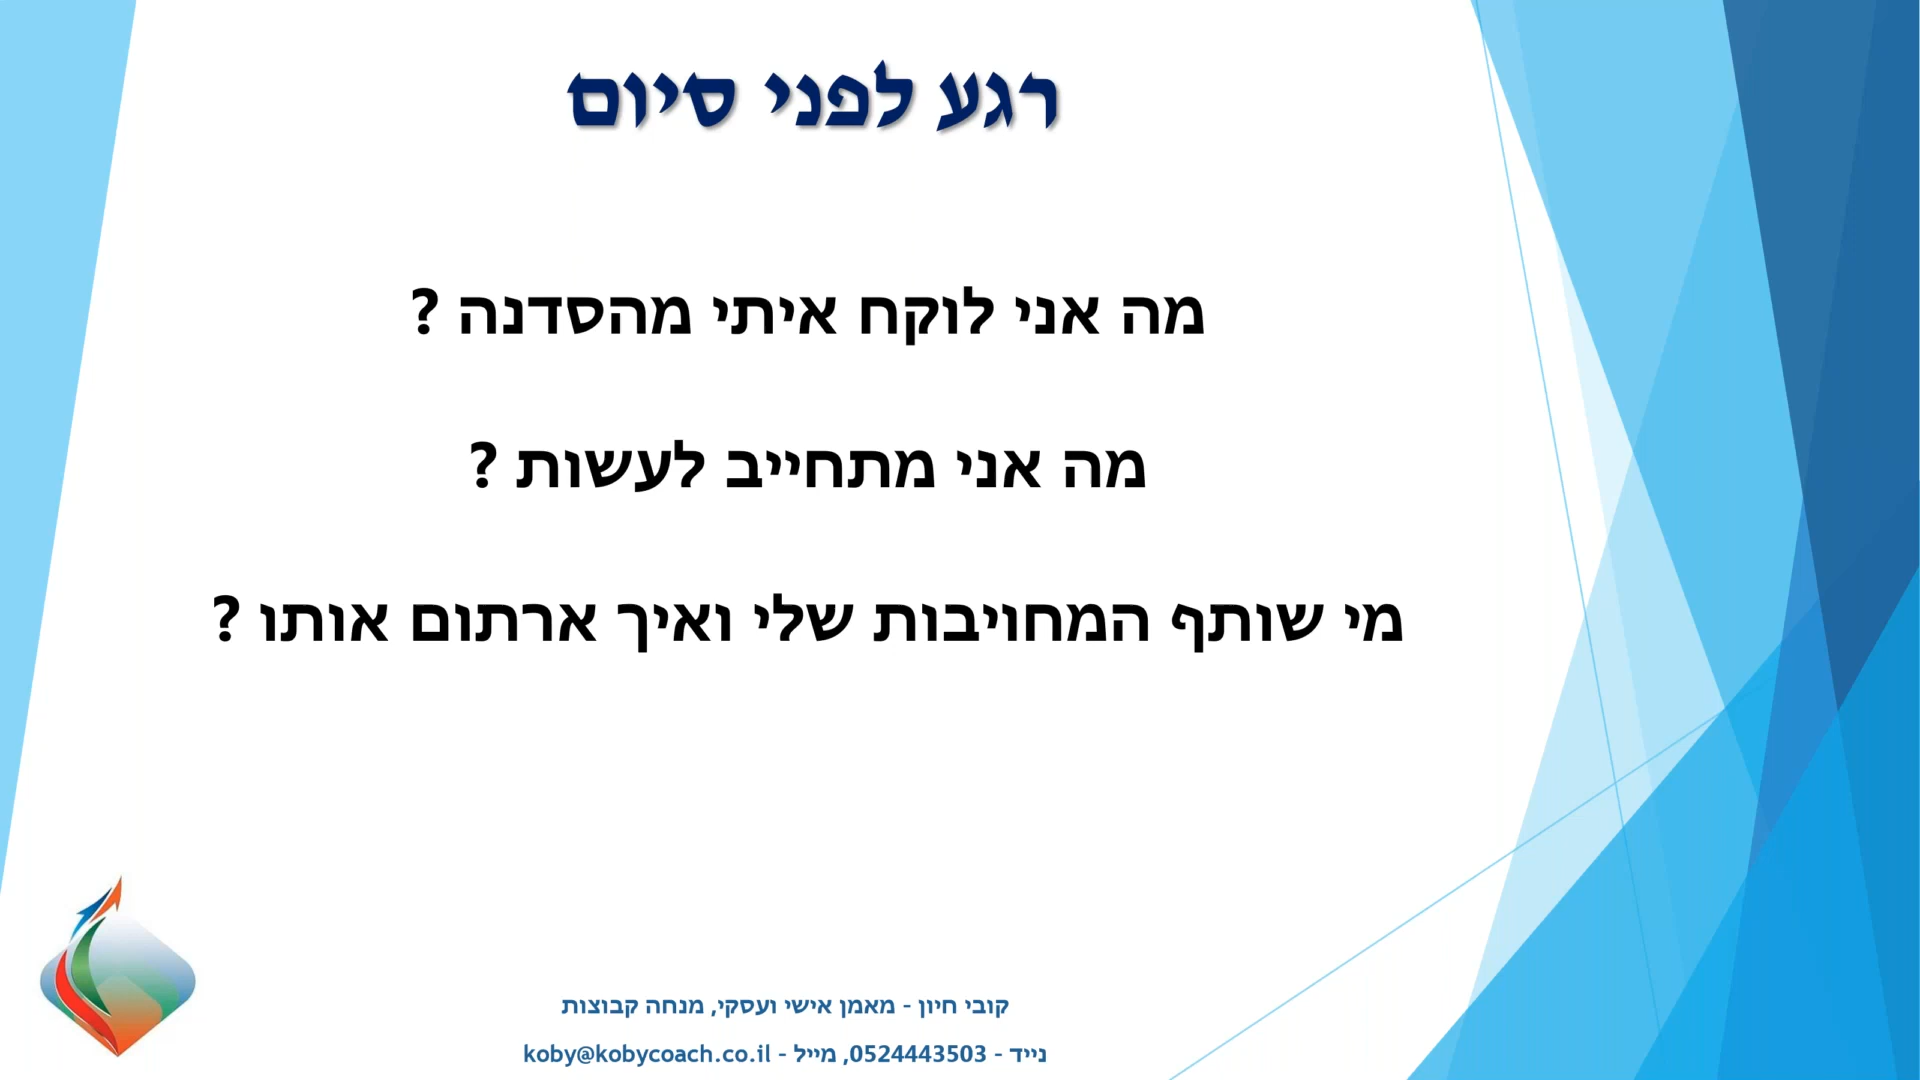 רגע לפני סיום
מה אני לוקח איתי מהסדנה ?
מה אני מתחייב לעשות ?
מי שותף המחויבות שלי ואיך ארתום אותו ?
קובי חיון - מאמן אישי ועסקי, מנחה קבוצות
נייד - 0524443503, מייל - koby@kobycoach.co.il